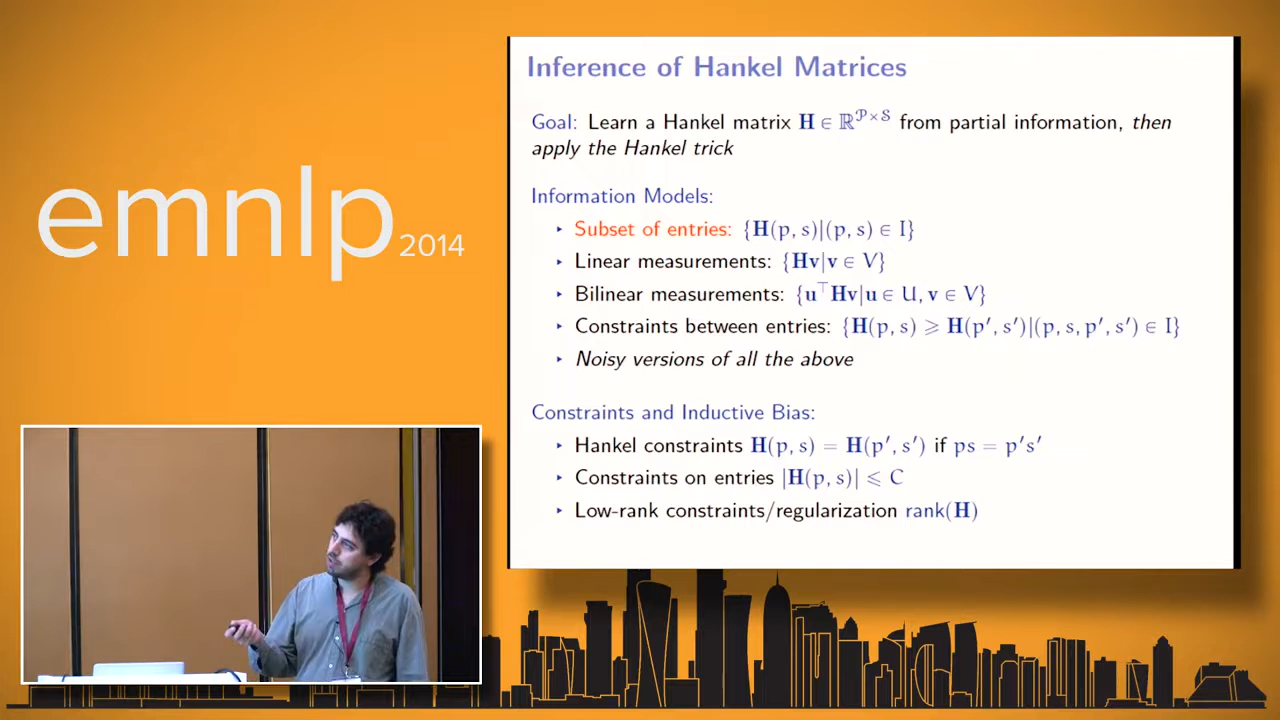 emnlp 2014
Inference of Hankel Matrices
Goal: Learn a Hankel matrix H ∈ ℝ^{𝒫×𝒮} from partial information, then
apply the Hankel trick
Information Models:
▸ Subset of entries: {H(p, s)|(p, s) ∈ I}
▸ Linear measurements: {Hv|v ∈ V}
▸ Bilinear measurements: {u⊤Hv|u ∈ U, v ∈ V}
▸ Constraints between entries: {H(p, s) ⩾ H(p′, s′)|(p, s, p′, s′) ∈ I}
▸ Noisy versions of all the above
Constraints and Inductive Bias:
▸ Hankel constraints H(p, s) = H(p′, s′) if ps = p′s′
▸ Constraints on entries |H(p, s)| ⩽ C
▸ Low-rank constraints/regularization rank(H)